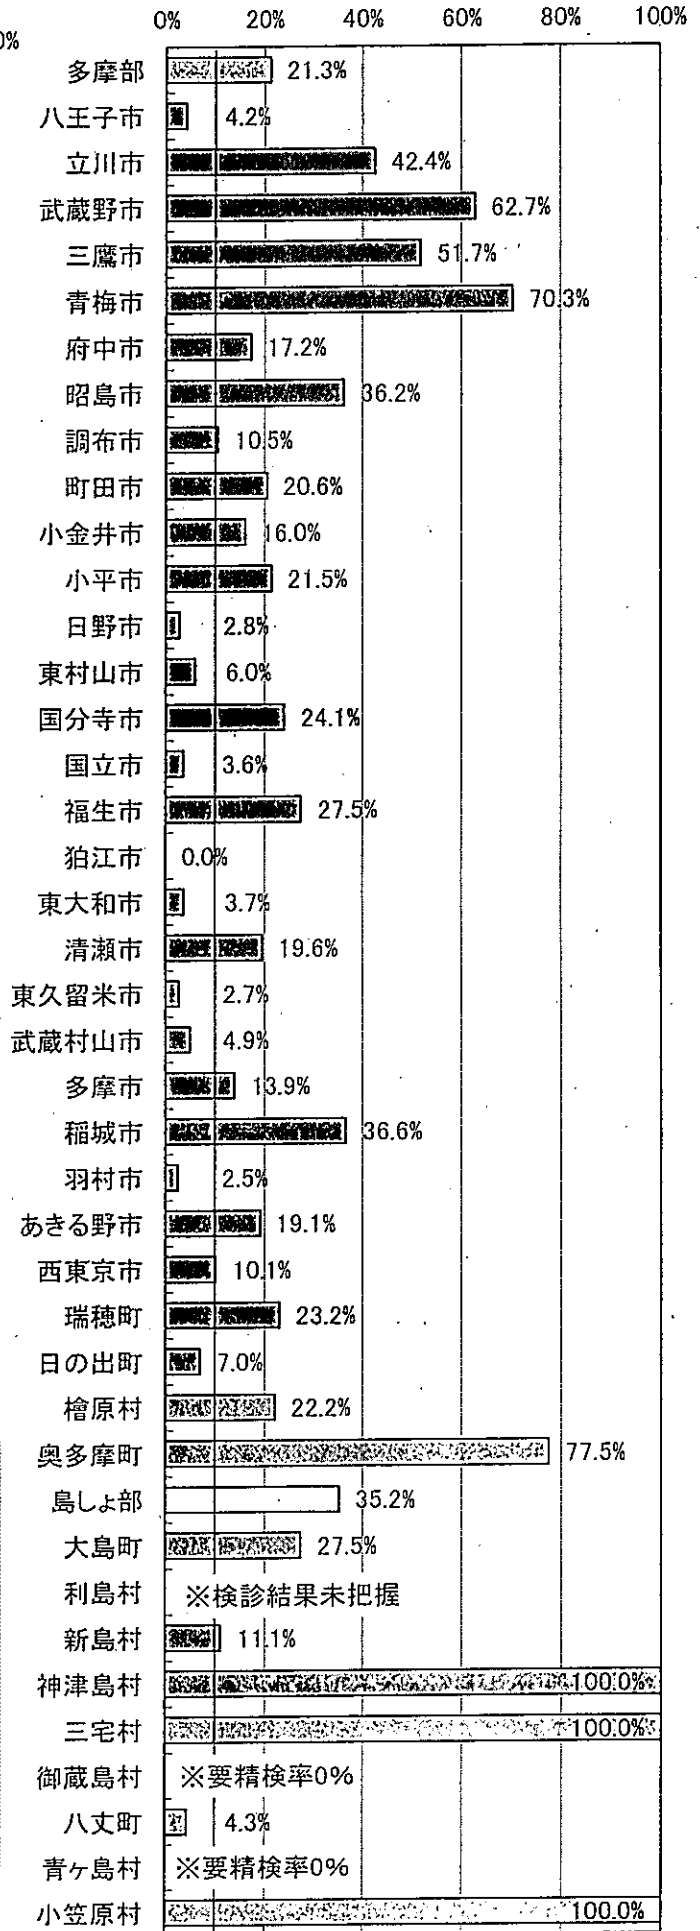 0%
0% 20% 40% 60% 80% 100%
多摩部 21.3%
八王子市 4.2%
立川市 42.4%
武蔵野市 62.7%
三鷹市 51.7%
青梅市 70.3%
府中市 17.2%
昭島市 36.2%
調布市 10.5%
町田市 20.6%
小金井市 16.0%
小平市 21.5%
日野市 2.8%
東村山市 6.0%
国分寺市 24.1%
国立市 3.6%
福生市 27.5%
狛江市 0.0%
東大和市 3.7%
清瀬市 19.6%
東久留米市 2.7%
武蔵村山市 4.9%
多摩市 13.9%
稲城市 36.6%
羽村市 2.5%
あきる野市 19.1%
西東京市 10.1%
瑞穂町 23.2%
日の出町 7.0%
檜原村 22.2%
奥多摩町 77.5%
島しょ部 35.2%
大島町 27.5%
利島村 ※検診結果未把握
新島村 11.1%
神津島村 100.0%
三宅村 100.0%
御蔵島村 ※要精検率0%
八丈町 4.3%
青ヶ島村 ※要精検率0%
小笠原村 100.0%